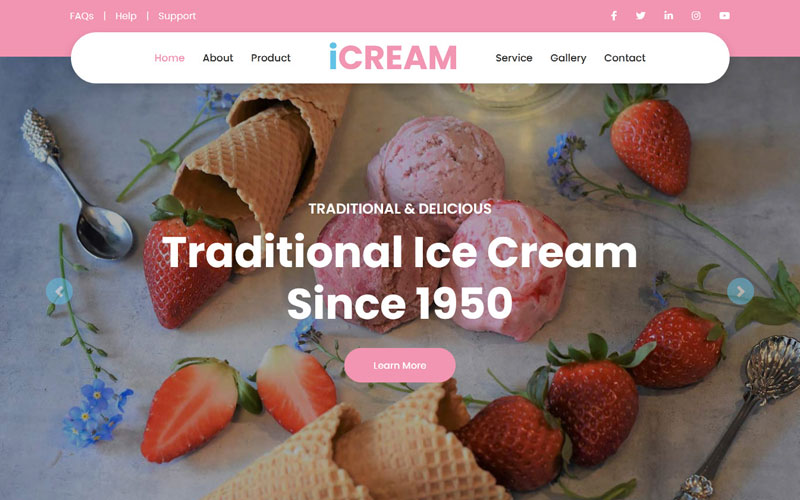 FAQs | Help | Support
Home About Product iCREAM Service Gallery Contact
TRADITIONAL & DELICIOUS
Traditional Ice Cream
Since 1950
Learn More